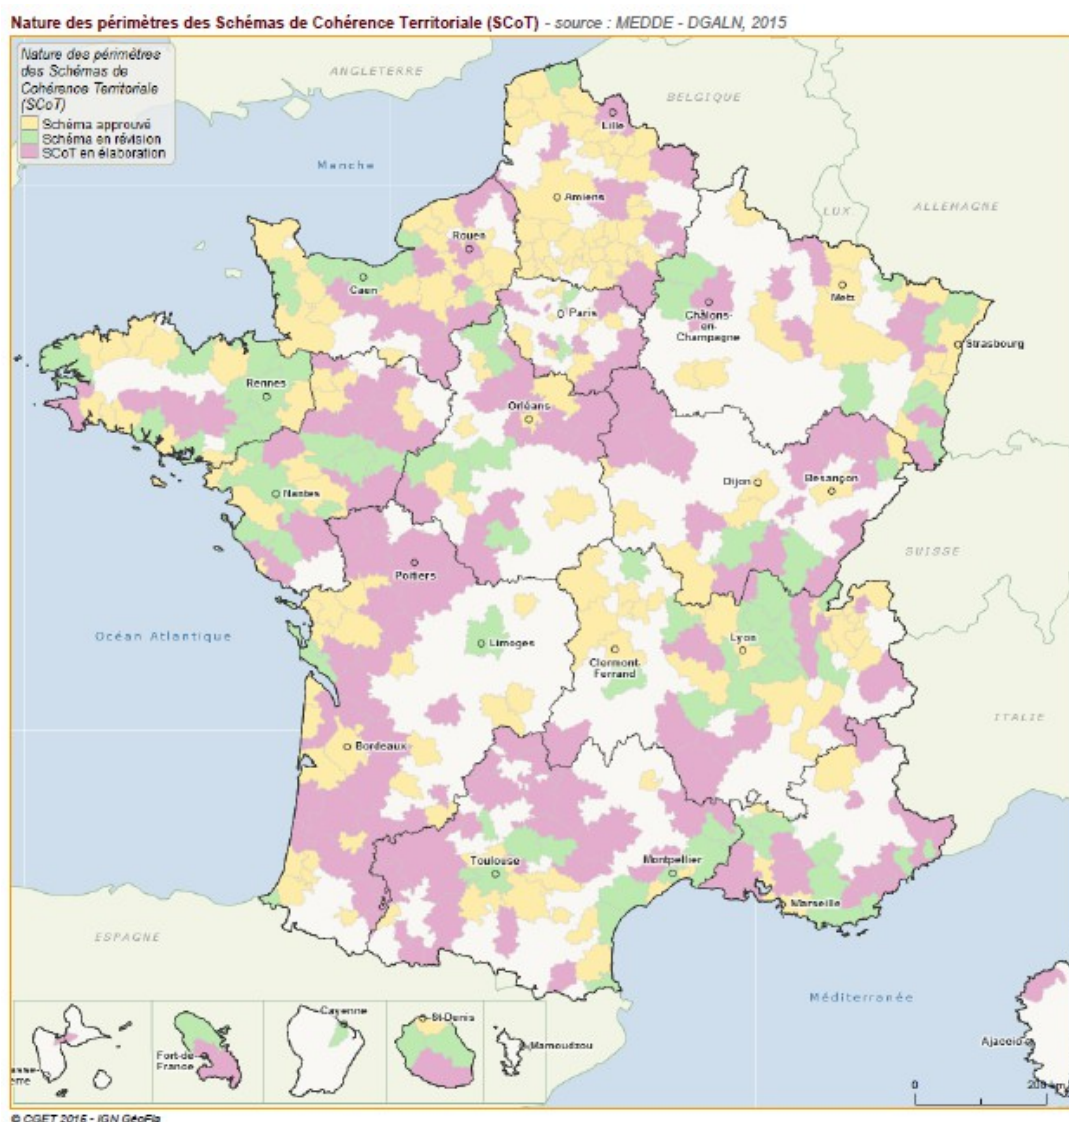 Nature des périmètres des Schémas de Cohérence Territoriale (SCoT) - source : MEDDE - DGALN, 2015
Nature des périmètres
des Schémas de
Cohérence Territoriale
(SCoT)
Schéma approuvé
Schéma en révision
SCoT en élaboration
ANGLETERRE
BELGIQUE
Lille
Manche
Amiens
LUX
ALLEMAGNE
Rouen
Caen
Metz
Paris
Châlons-
en-
Champagne
Strasbourg
Rennes
Orléans
Nantes
Dijon
Besançon
SUISSE
Poitiers
Océan Atlantique
Limoges
Lyon
Clermont-
Ferrand
ITALIE
Bordeaux
Toulouse
Montpellier
Marseille
ESPAGNE
Méditerranée
Cayenne
St-Denis
Fort-de
France
Mamoudzou
Ajaccio
asse-
erre
0
200 km
© CGET 2015 - IGN GéoFla